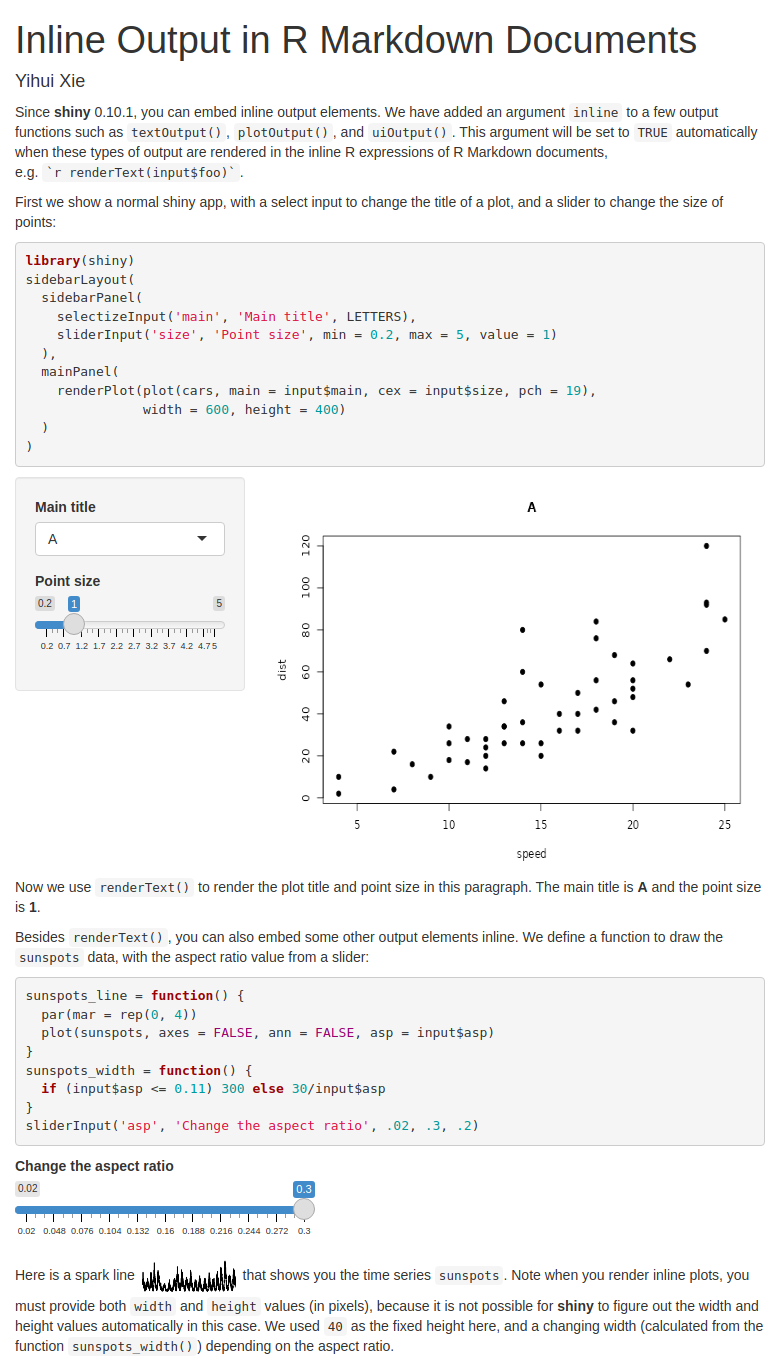 Inline Output in R Markdown Documents
Yihui Xie
Since shiny 0.10.1, you can embed inline output elements. We have added an argument inline to a few output
functions such as textOutput() , plotOutput() , and uiOutput() . This argument will be set to TRUE automatically
when these types of output are rendered in the inline R expressions of R Markdown documents,
e.g. `r renderText(input$foo)` .
First we show a normal shiny app, with a select input to change the title of a plot, and a slider to change the size of
points:
library(shiny)
sidebarLayout(
  sidebarPanel(
    selectizeInput('main', 'Main title', LETTERS),
    sliderInput('size', 'Point size', min = 0.2, max = 5, value = 1)
  ),
  mainPanel(
    renderPlot(plot(cars, main = input$main, cex = input$size, pch = 19),
               width = 600, height = 400)
  )
)
Main title
A
Point size
0.2 1 5
0.2 0.7 1.2 1.7 2.2 2.7 3.2 3.7 4.2 4.7 5
A
120
100
80
60
40
20
0
dist
5 10 15 20 25
speed
Now we use renderText() to render the plot title and point size in this paragraph. The main title is A and the point size
is 1.
Besides renderText() , you can also embed some other output elements inline. We define a function to draw the
sunspots data, with the aspect ratio value from a slider:
sunspots_line = function() {
  par(mar = rep(0, 4))
  plot(sunspots, axes = FALSE, ann = FALSE, asp = input$asp)
}
sunspots_width = function() {
  if (input$asp <= 0.11) 300 else 30/input$asp
}
sliderInput('asp', 'Change the aspect ratio', .02, .3, .2)
Change the aspect ratio
0.02 0.3
0.02 0.048 0.076 0.104 0.132 0.16 0.188 0.216 0.244 0.272 0.3
Here is a spark line that shows you the time series sunspots . Note when you render inline plots, you
must provide both width and height values (in pixels), because it is not possible for shiny to figure out the width and
height values automatically in this case. We used 40 as the fixed height here, and a changing width (calculated from the
function sunspots_width() ) depending on the aspect ratio.